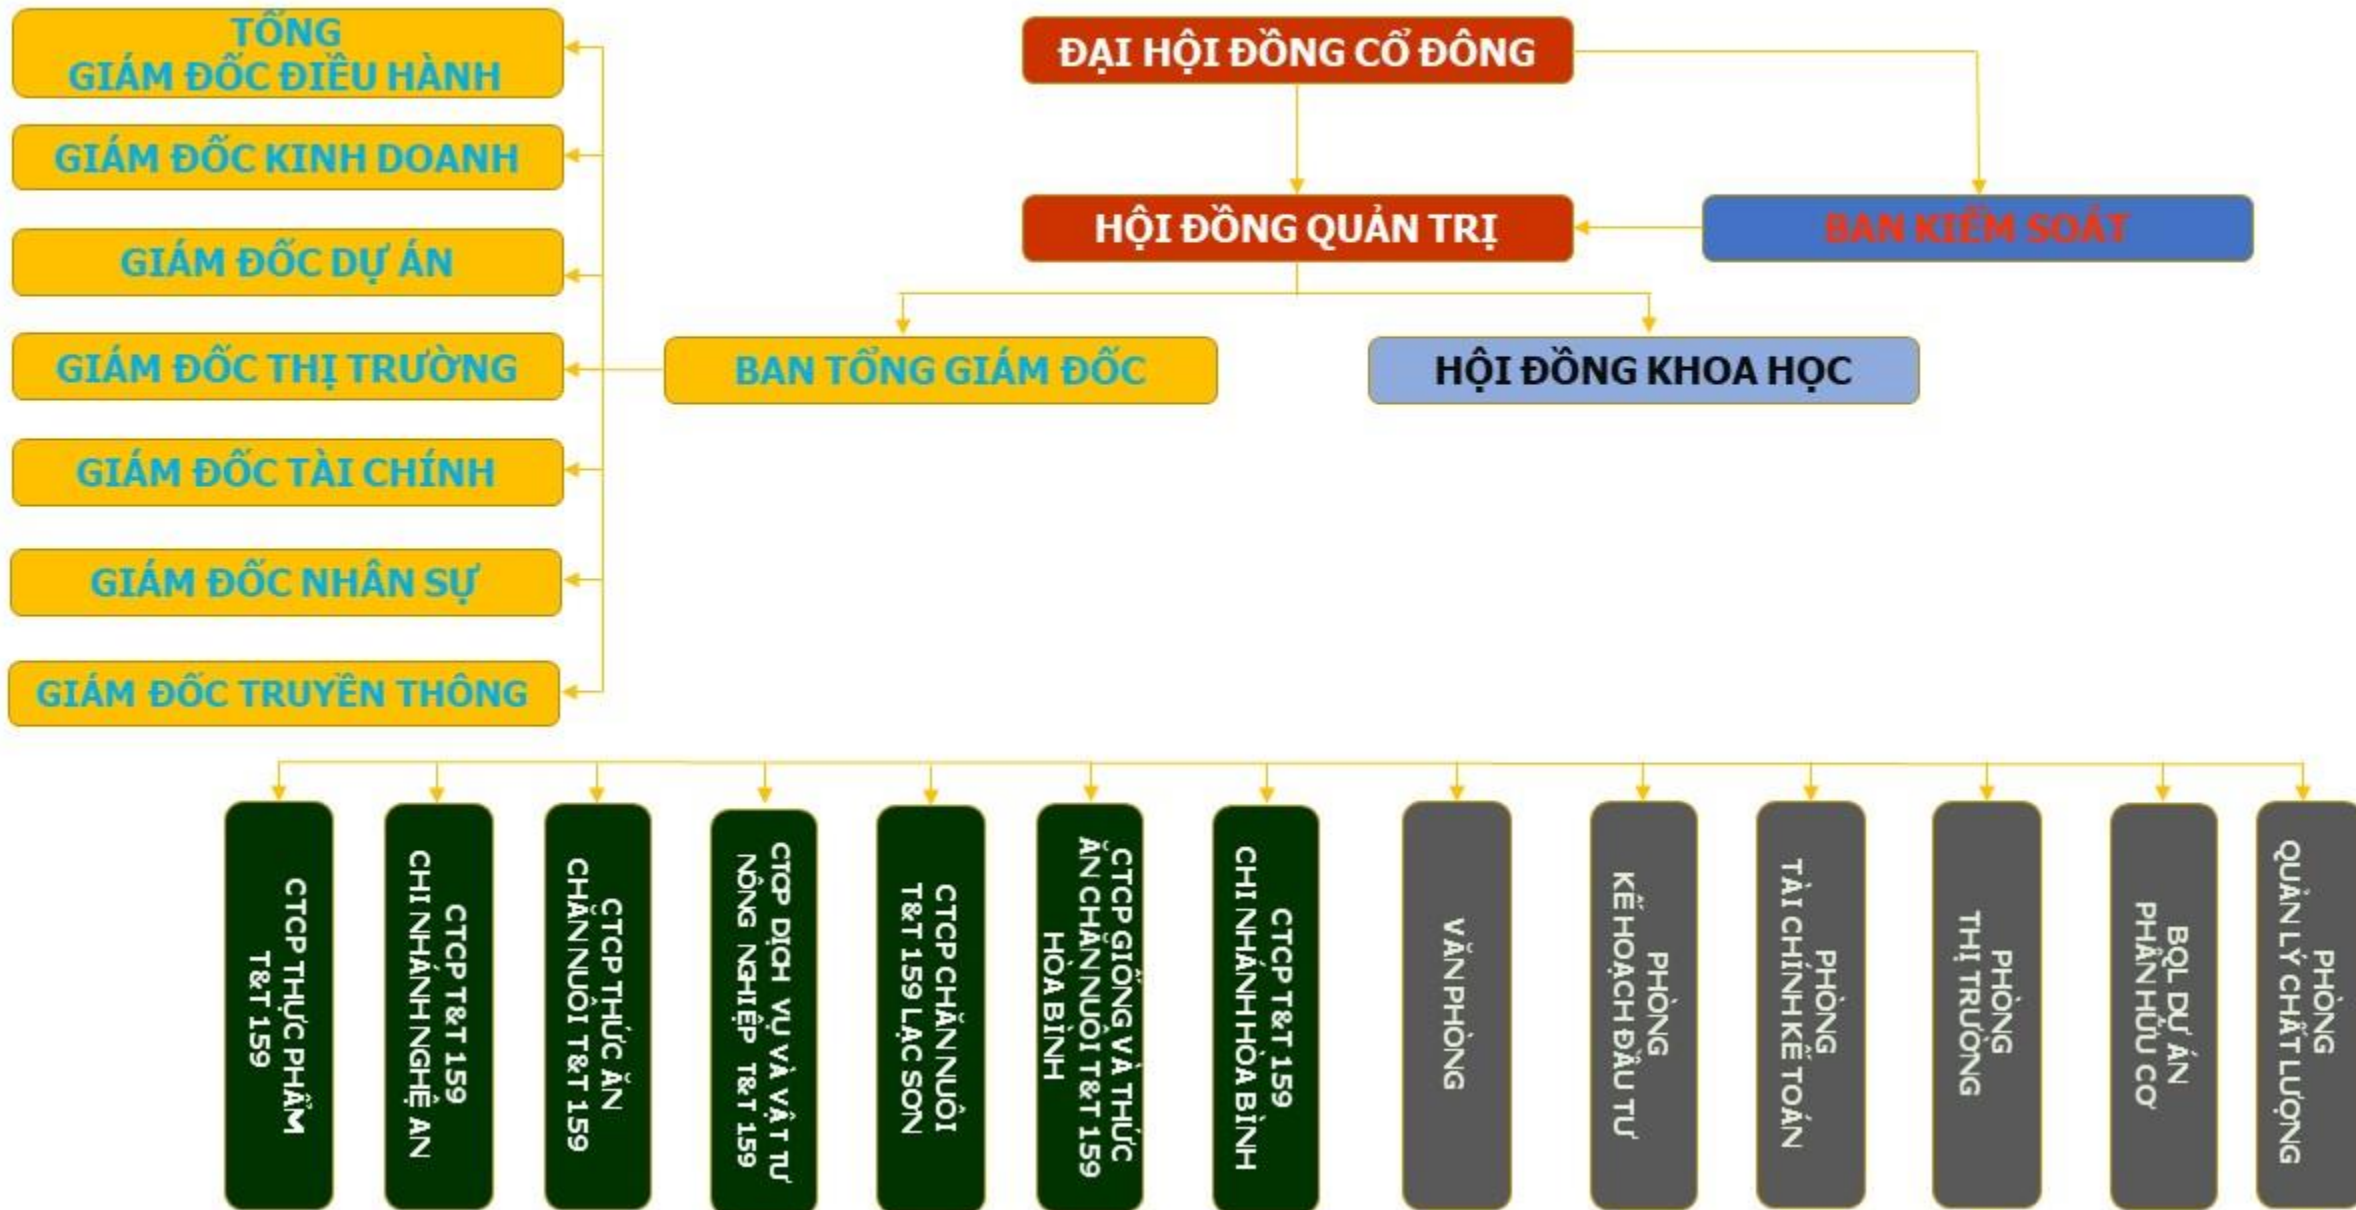 TỔNG
GIÁM ĐỐC ĐIỀU HÀNH
GIÁM ĐỐC KINH DOANH
GIÁM ĐỐC DỰ ÁN
GIÁM ĐỐC THỊ TRƯỜNG
GIÁM ĐỐC TÀI CHÍNH
GIÁM ĐỐC NHÂN SỰ
GIÁM ĐỐC TRUYỀN THÔNG
ĐẠI HỘI ĐỒNG CỔ ĐÔNG
HỘI ĐỒNG QUẢN TRỊ
BAN KIỂM SOÁT
BAN TỔNG GIÁM ĐỐC
HỘI ĐỒNG KHOA HỌC
CTCP THỰC PHẨM
T&T 159
CTCP T&T 159
CHI NHÁNH NGHỆ AN
CTCP THỨC ĂN
CHĂN NUÔI T&T 159
CTCP DỊCH VỤ VÀ VẬT TƯ
NÔNG NGHIỆP T&T 159
CTCP CHĂN NUÔI
T&T 159 LẠC SƠN
CTCP GIỐNG VÀ THỨC
ĂN CHĂN NUÔI T&T 159
HÒA BÌNH
CTCP T&T 159
CHI NHÁNH HÒA BÌNH
VĂN PHÒNG
PHÒNG
KẾ HOẠCH ĐẦU TƯ
PHÒNG
TÀI CHÍNH KẾ TOÁN
PHÒNG
THỊ TRƯỜNG
BQL DỰ ÁN
PHÂN HỮU CƠ
PHÒNG
QUẢN LÝ CHẤT LƯỢNG